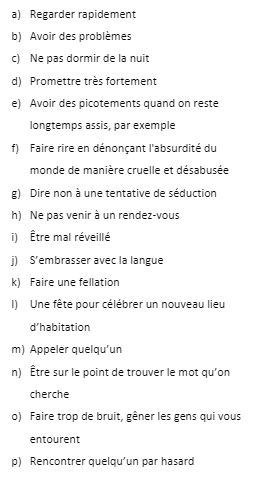 a) Regarder rapidement
b) Avoir des problèmes
c) Ne pas dormir de la nuit
d) Promettre très fortement
e) Avoir des picotements quand on reste
longtemps assis, par exemple
f) Faire rire en dénonçant l'absurdité du
monde de manière cruelle et désabusée
g) Dire non à une tentative de séduction
h) Ne pas venir à un rendez-vous
i) Être mal réveillé
j) S'embrasser avec la langue
k) Faire une fellation
l) Une fête pour célébrer un nouveau lieu
d'habitation
m) Appeler quelqu'un
n) Être sur le point de trouver le mot qu'on
cherche
o) Faire trop de bruit, gêner les gens qui vous
entourent
p) Rencontrer quelqu'un par hasard